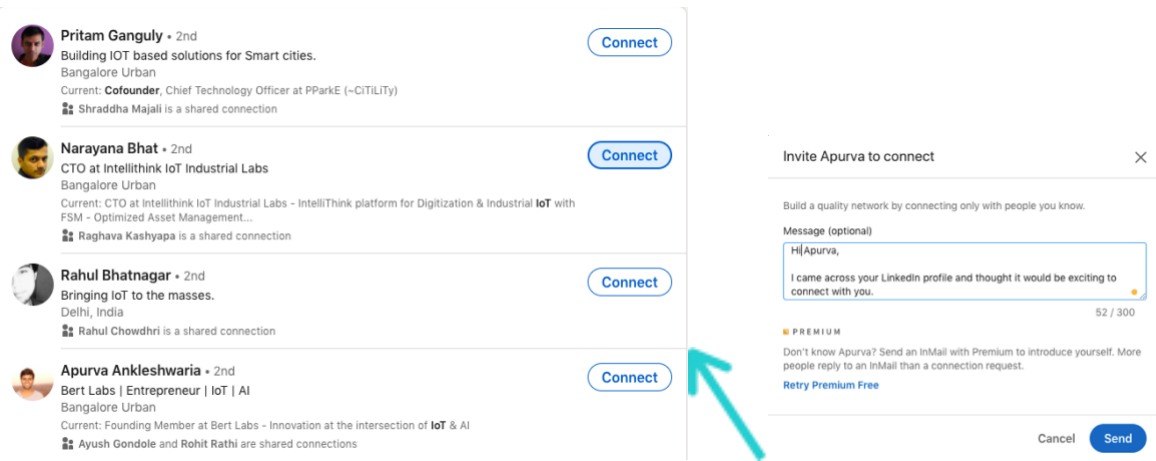 Pritam Ganguly • 2nd
Connect
Building IOT based solutions for Smart cities.
Bangalore Urban
Current: Cofounder, Chief Technology Officer at PParkE (~CiTiLiTy)
Shraddha Majali is a shared connection
Narayana Bhat • 2nd
Connect
CTO at Intellithink IoT Industrial Labs
Bangalore Urban
Current: CTO at Intellithink IoT Industrial Labs - IntelliThink platform for Digitization & Industrial IoT with
FSM - Optimized Asset Management...
Raghava Kashyapa is a shared connection
Rahul Bhatnagar • 2nd
Connect
Bringing IoT to the masses.
Delhi, India
Rahul Chowdhri is a shared connection
Apurva Ankleshwaria • 2nd
Connect
Bert Labs | Entrepreneur | IoT | AI
Bangalore Urban
Current: Founding Member at Bert Labs - Innovation at the intersection of IoT & AI
Ayush Gondole and Rohit Rathi are shared connections
Invite Apurva to connect
Build a quality network by connecting only with people you know.
Message (optional)
Hi Apurva,
I came across your LinkedIn profile and thought it would be exciting to
connect with you.
52 / 300
PREMIUM
Don't know Apurva? Send an InMail with Premium to introduce yourself. More
people reply to an InMail than a connection request.
Retry Premium Free
Cancel
Send